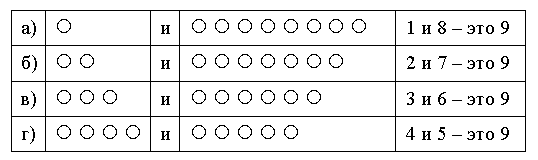 а) и 1 и 8 – это 9
б) и 2 и 7 – это 9
в) и 3 и 6 – это 9
г) и 4 и 5 – это 9